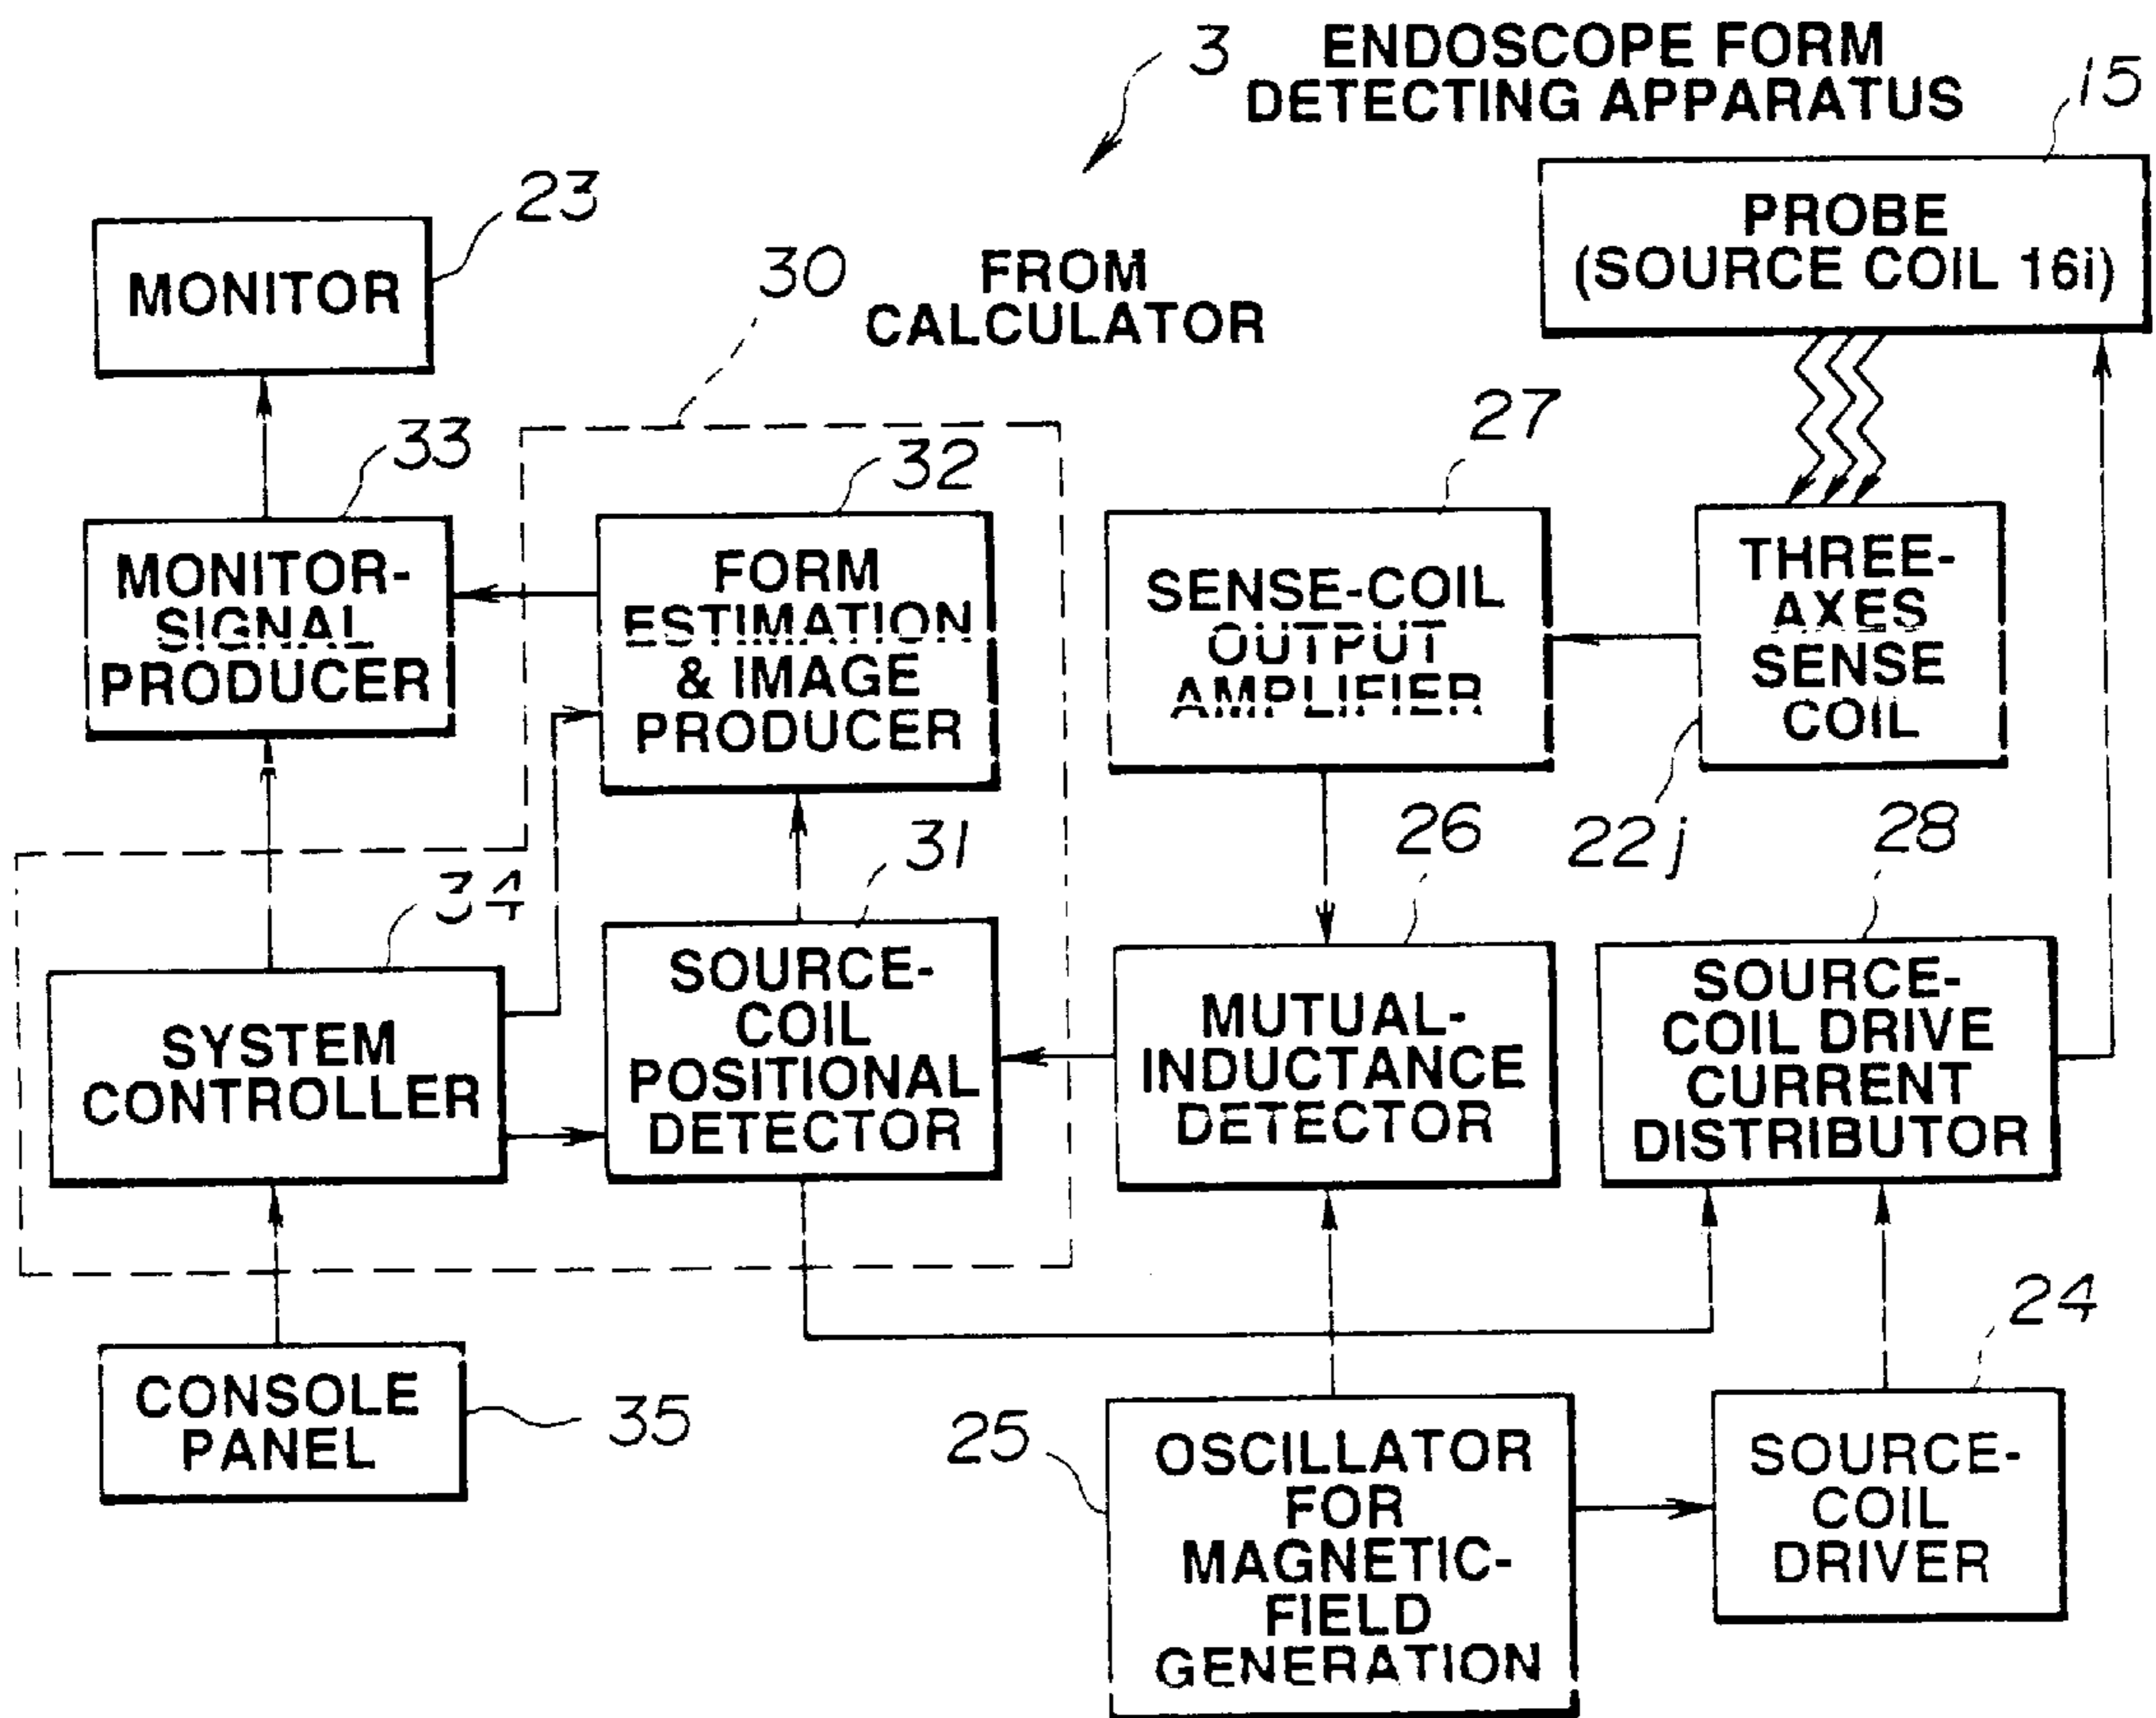 3
ENDOSCOPE FORM
DETECTING APPARATUS
15
PROBE
(SOURCE COIL 16i)
23
MONITOR
30
FROM
CALCULATOR
33
MONITOR-
SIGNAL
PRODUCER
32
FORM
ESTIMATION
& IMAGE
PRODUCER
27
SENSE-COIL
OUTPUT
AMPLIFIER
THREE-
AXES
SENSE
COIL
22j
34
SYSTEM
CONTROLLER
31
SOURCE-
COIL
POSITIONAL
DETECTOR
26
MUTUAL-
INDUCTANCE
DETECTOR
28
SOURCE-
COIL DRIVE
CURRENT
DISTRIBUTOR
CONSOLE
PANEL
35
25
OSCILLATOR
FOR
MAGNETIC-
FIELD
GENERATION
24
SOURCE-
COIL
DRIVER